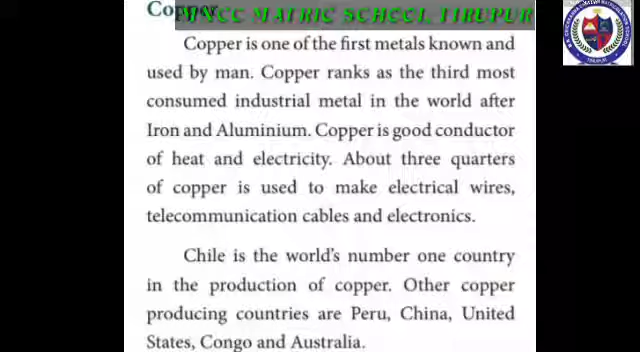 Copper
MNCC MATRIC SCHOOL, TIRUPUR
Copper is one of the first metals known and
used by man. Copper ranks as the third most
consumed industrial metal in the world after
Iron and Aluminium. Copper is good conductor
of heat and electricity. About three quarters
of copper is used to make electrical wires,
telecommunication cables and electronics.
Chile is the world's number one country
in the production of copper. Other copper
producing countries are Peru, China, United
States, Congo and Australia.